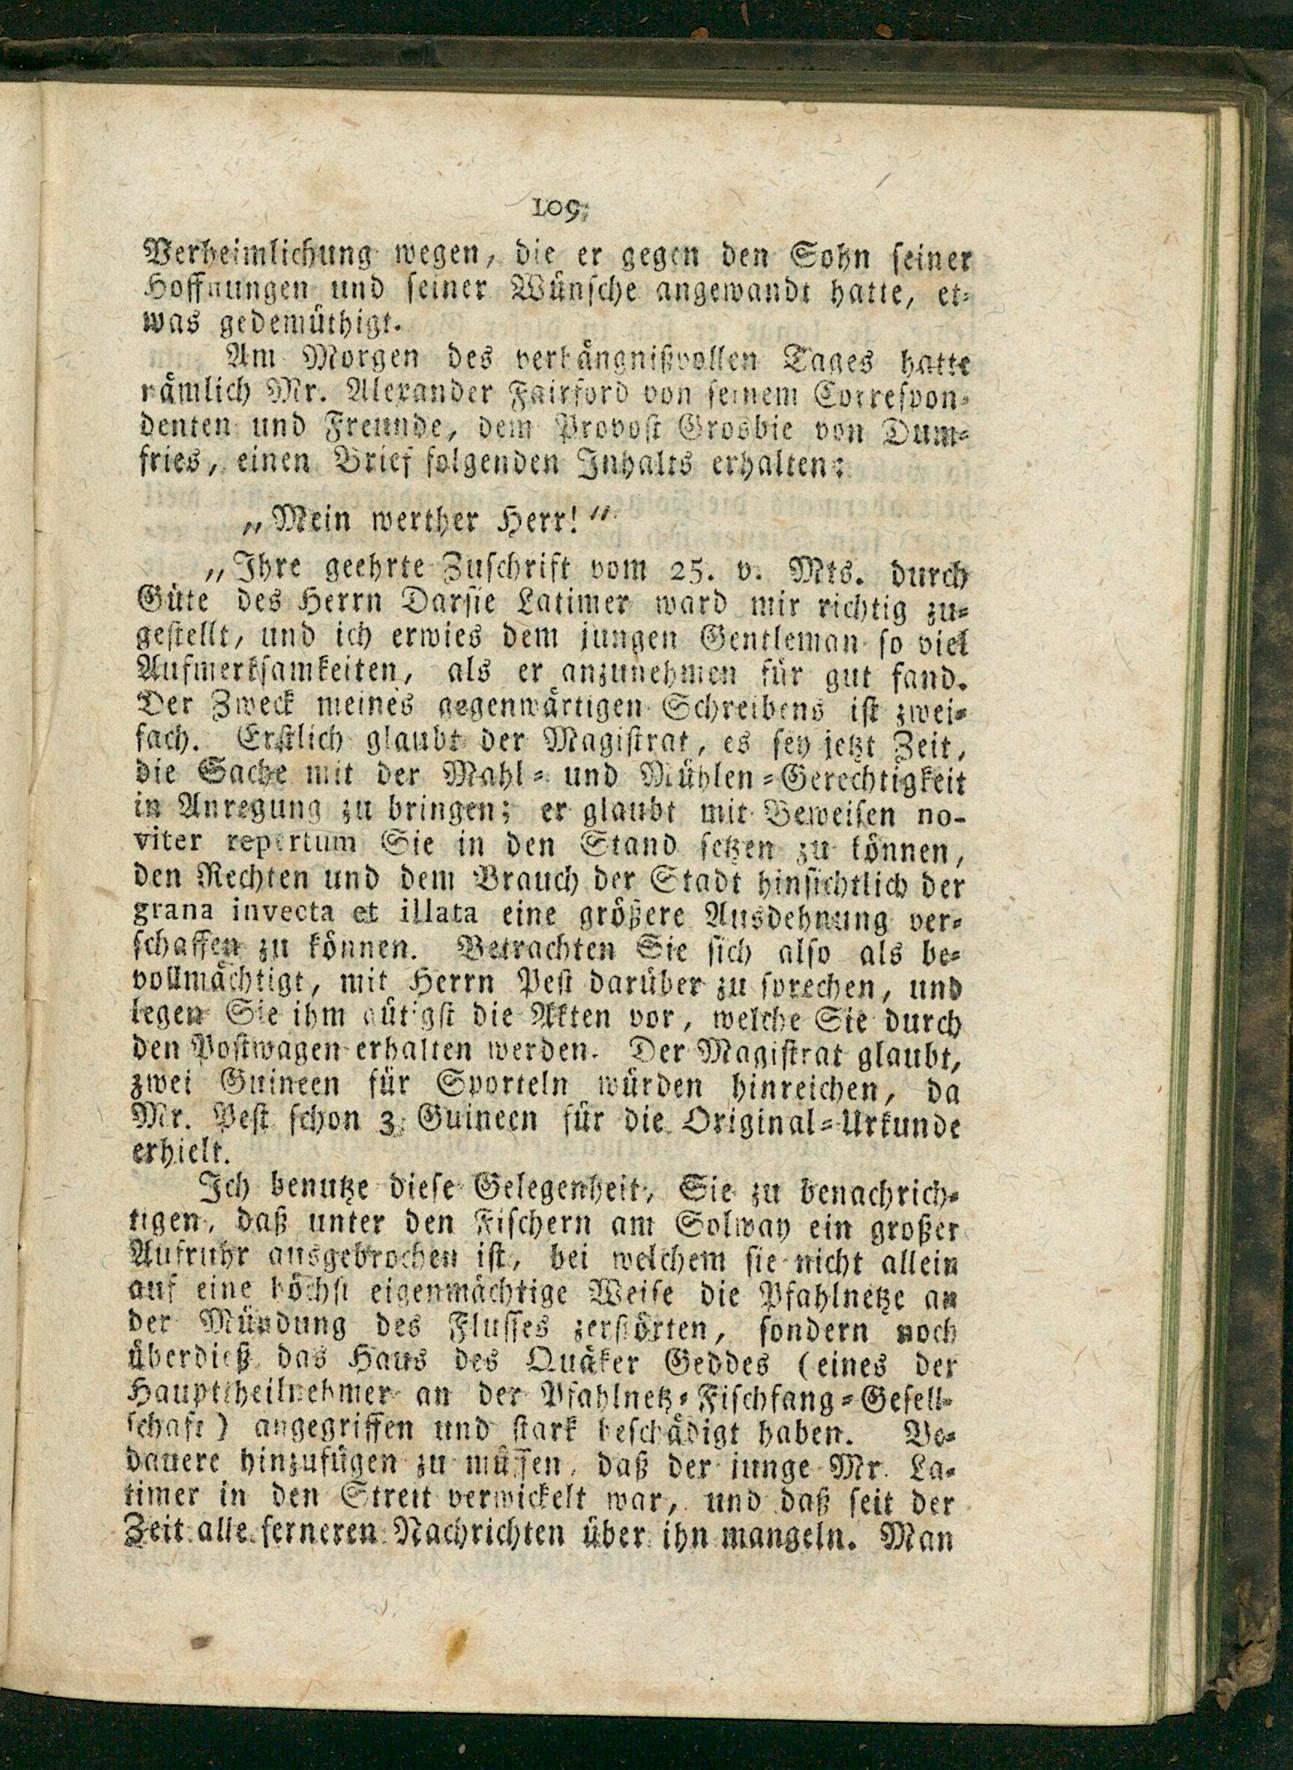 109
Verheimlichung wegen, die er gegen den Sohn seiner
Hoffnungen und seiner Wünsche angewandt hatte, et-
was gedemüthigt.
Am Morgen des verhängnißvollen Tages hatte
nämlich Mr. Alexander Fairford von seinem Correspon-
denten und Freunde, dem Provost Crosbie von Dum-
fries, einen Brief folgenden Inhalts erhalten:
„Mein werther Herr!“
„Ihre geehrte Zuschrift vom 25. v. Mts. durch
Güte des Herrn Darsie Latimer ward mir richtig zu-
gestellt, und ich erwies dem jungen Gentleman so viel
Aufmerksamkeiten, als er anzunehmen für gut fand.
Der Zweck meines gegenwärtigen Schreibens ist zwei-
fach. Erstlich glaubt der Magistrat, es sey jetzt Zeit,
die Sache mit der Mahl- und Mühlen-Gerechtigkeit
in Anregung zu bringen; er glaubt mit Beweisen no-
viter repertum Sie in den Stand setzen zu können,
den Rechten und dem Brauch der Stadt hinsichtlich der
grana invecta et illata eine größere Ausdehnung ver-
schaffen zu können. Betrachten Sie sich also als be-
vollmächtigt, mit Herrn Pest darüber zu sprechen, und
legen Sie ihm gütigst die Akten vor, welche Sie durch
den Postwagen erhalten werden. Der Magistrat glaubt,
zwei Guineen für Sporteln würden hinreichen, da
Mr. Pest schon 3 Guineen für die Original-Urkunde
erhielt.
Ich benutze diese Gelegenheit, Sie zu benachrich-
tigen, daß unter den Fischern am Solway ein großer
Aufruhr ausgebrochen ist, bei welchem sie nicht allein
auf eine höchst eigenmächtige Weise die Pfahlnetze an
der Mündung des Flusses zerstörten, sondern noch
überdieß das Haus des Quäker Geddes (eines der
Haupttheilnehmer an der Pfahlnetz-Fischfang-Gesell-
schaft) angegriffen und stark beschädigt haben. Be-
dauere hinzufügen zu müssen, daß der junge Mr. La-
timer in den Streit verwickelt war, und daß seit der
Zeit alle ferneren Nachrichten über ihn mangeln. Man